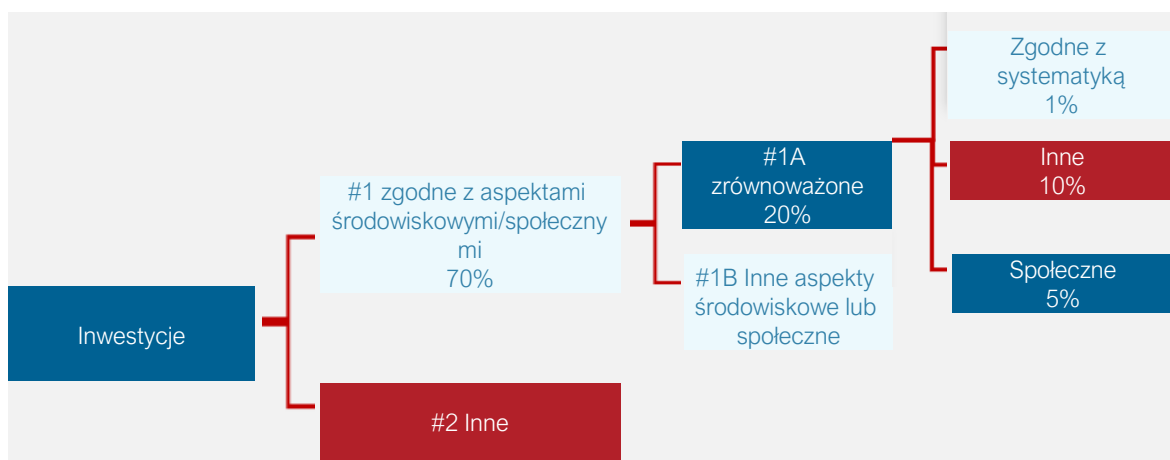 Inwestycje
#1 zgodne z aspektami
środowiskowymi/społeczny
mi
70%
#2 Inne
#1A
zrównoważone
20%
#1B Inne aspekty
środowiskowe lub
społeczne
Zgodne z
systematyką
1%
Inne
10%
Społeczne
5%